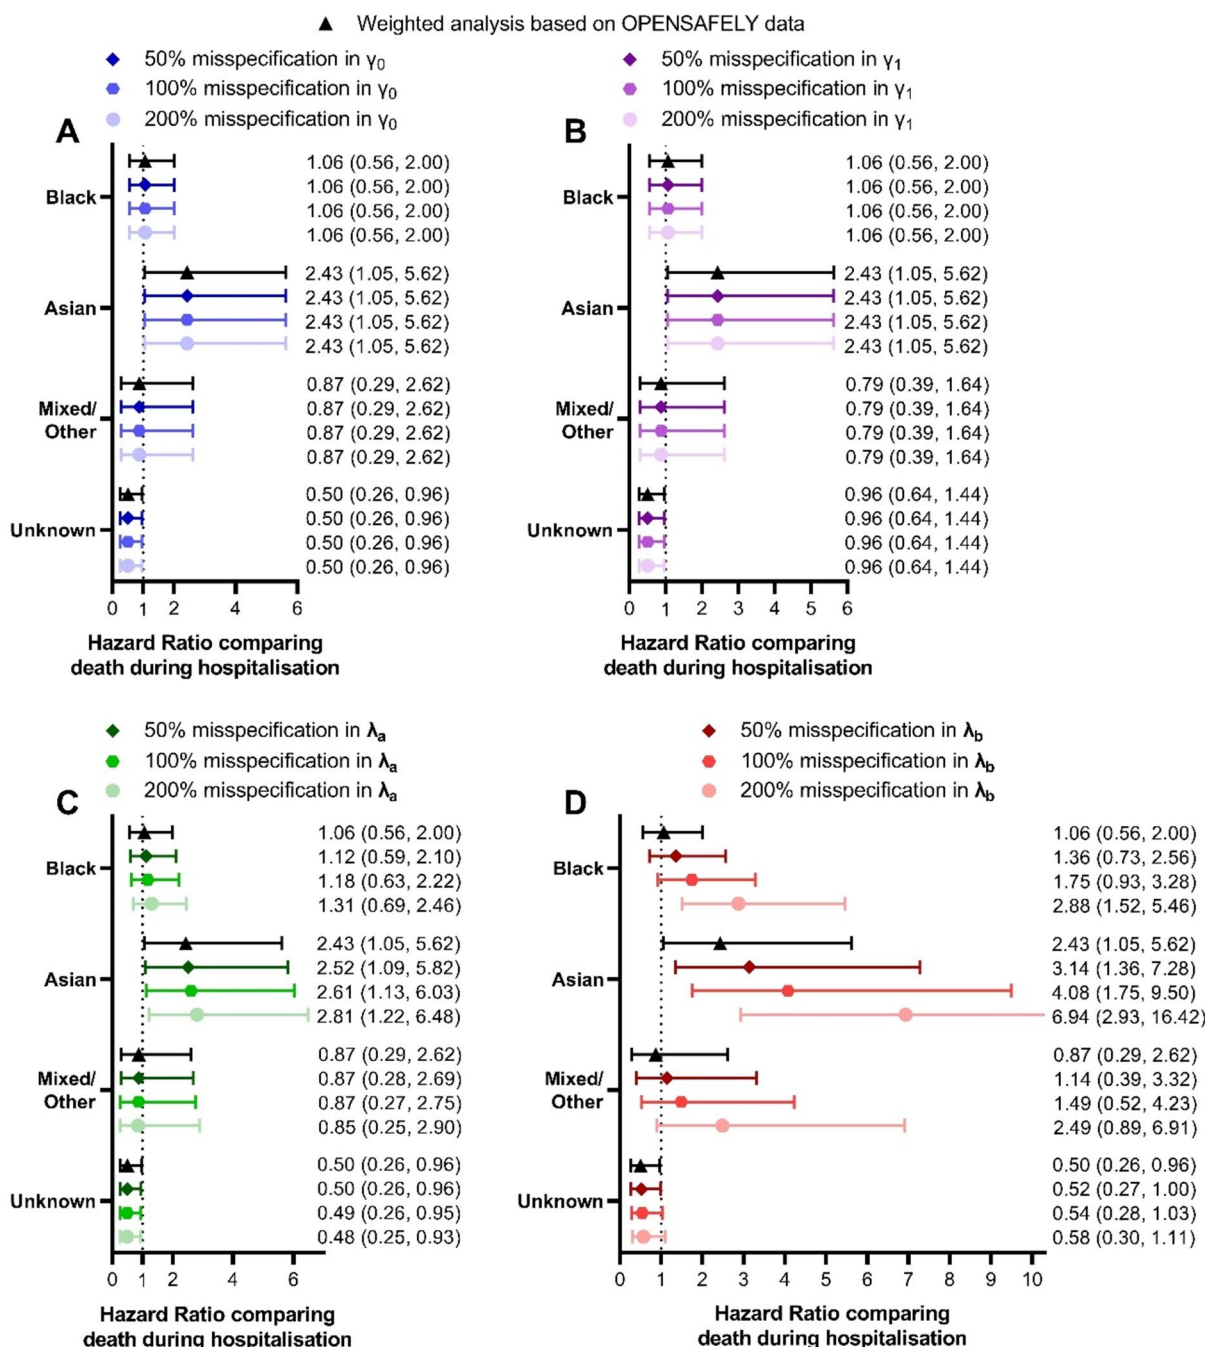 Weighted analysis based on OPENSAFELY data
50% misspecification in γ0
100% misspecification in γ0
200% misspecification in γ0
A
Black
1.06 (0.56, 2.00)
1.06 (0.56, 2.00)
1.06 (0.56, 2.00)
1.06 (0.56, 2.00)
Asian
2.43 (1.05, 5.62)
2.43 (1.05, 5.62)
2.43 (1.05, 5.62)
2.43 (1.05, 5.62)
Mixed/
Other
0.87 (0.29, 2.62)
0.87 (0.29, 2.62)
0.87 (0.29, 2.62)
0.87 (0.29, 2.62)
Unknown
0.50 (0.26, 0.96)
0.50 (0.26, 0.96)
0.50 (0.26, 0.96)
0.50 (0.26, 0.96)
0 1 2 4 6
Hazard Ratio comparing
death during hospitalisation
50% misspecification in γ1
100% misspecification in γ1
200% misspecification in γ1
B
Black
1.06 (0.56, 2.00)
1.06 (0.56, 2.00)
1.06 (0.56, 2.00)
1.06 (0.56, 2.00)
Asian
2.43 (1.05, 5.62)
2.43 (1.05, 5.62)
2.43 (1.05, 5.62)
2.43 (1.05, 5.62)
Mixed/
Other
0.79 (0.39, 1.64)
0.79 (0.39, 1.64)
0.79 (0.39, 1.64)
0.79 (0.39, 1.64)
Unknown
0.96 (0.64, 1.44)
0.96 (0.64, 1.44)
0.96 (0.64, 1.44)
0.96 (0.64, 1.44)
0 1 2 3 4 5 6
Hazard Ratio comparing
death during hospitalisation
50% misspecification in λa
100% misspecification in λa
200% misspecification in λa
C
Black
1.06 (0.56, 2.00)
1.12 (0.59, 2.10)
1.18 (0.63, 2.22)
1.31 (0.69, 2.46)
Asian
2.43 (1.05, 5.62)
2.52 (1.09, 5.82)
2.61 (1.13, 6.03)
2.81 (1.22, 6.48)
Mixed/
Other
0.87 (0.29, 2.62)
0.87 (0.28, 2.69)
0.87 (0.27, 2.75)
0.85 (0.25, 2.90)
Unknown
0.50 (0.26, 0.96)
0.50 (0.26, 0.96)
0.49 (0.26, 0.95)
0.48 (0.25, 0.93)
0 1 2 4 6
Hazard Ratio comparing
death during hospitalisation
50% misspecification in λb
100% misspecification in λb
200% misspecification in λb
D
Black
1.06 (0.56, 2.00)
1.36 (0.73, 2.56)
1.75 (0.93, 3.28)
2.88 (1.52, 5.46)
Asian
2.43 (1.05, 5.62)
3.14 (1.36, 7.28)
4.08 (1.75, 9.50)
6.94 (2.93, 16.42)
Mixed/
Other
0.87 (0.29, 2.62)
1.14 (0.39, 3.32)
1.49 (0.52, 4.23)
2.49 (0.89, 6.91)
Unknown
0.50 (0.26, 0.96)
0.52 (0.27, 1.00)
0.54 (0.28, 1.03)
0.58 (0.30, 1.11)
0 1 2 3 4 5 6 7 8 9 10
Hazard Ratio comparing
death during hospitalisation